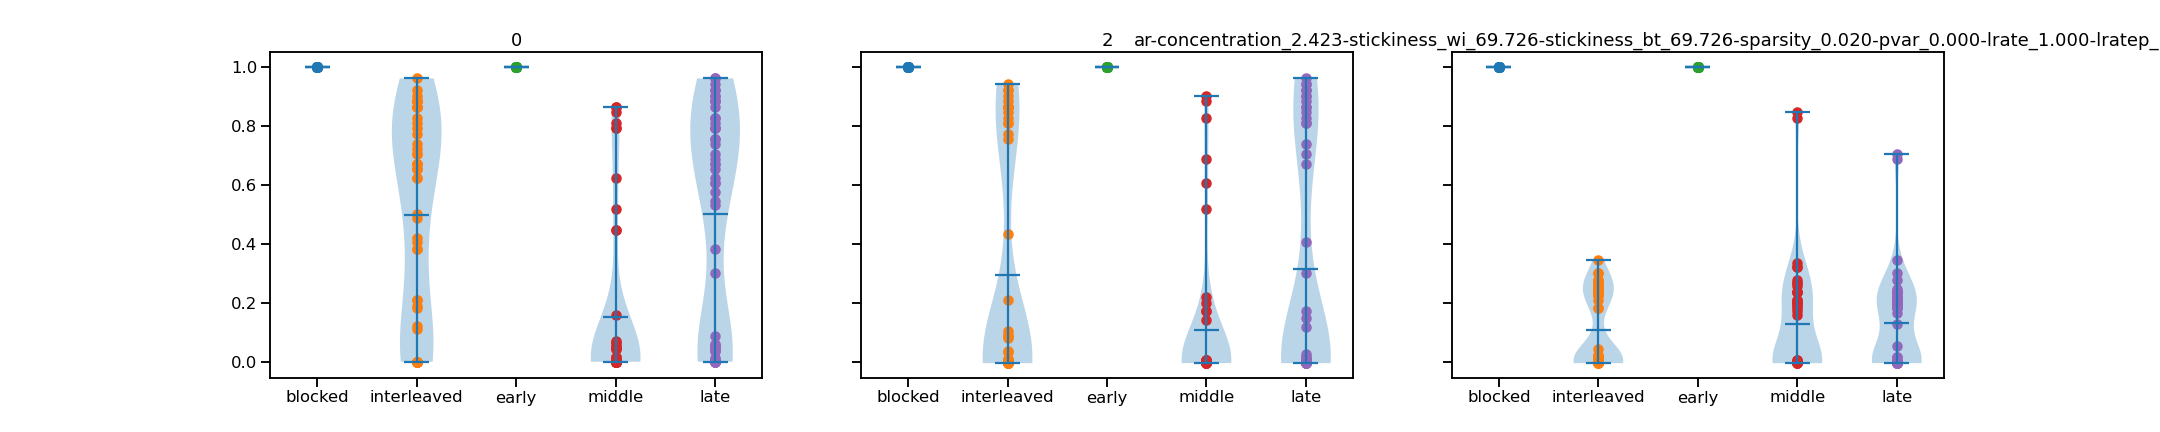 0
2
ar-concentration_2.423-stickiness_wi_69.726-stickiness_bt_69.726-sparsity_0.020-pvar_0.000-lrate_1.000-lratep_
1.0
0.8
0.6
0.4
0.2
0.0
blocked interleaved early middle late
blocked interleaved early middle late
blocked interleaved early middle late